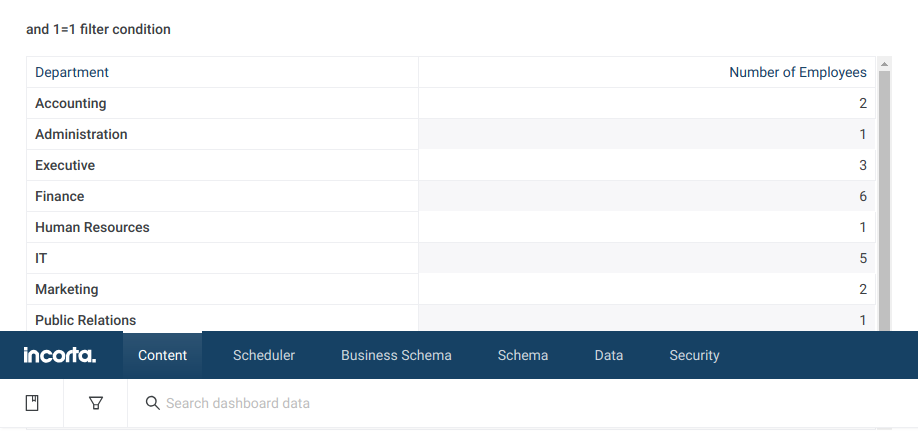 and 1=1 filter condition
Department Number of Employees
Accounting 2
Administration 1
Executive 3
Finance 6
Human Resources 1
IT 5
Marketing 2
Public Relations 1
incorta. Content Scheduler Business Schema Schema Data Security
Search dashboard data